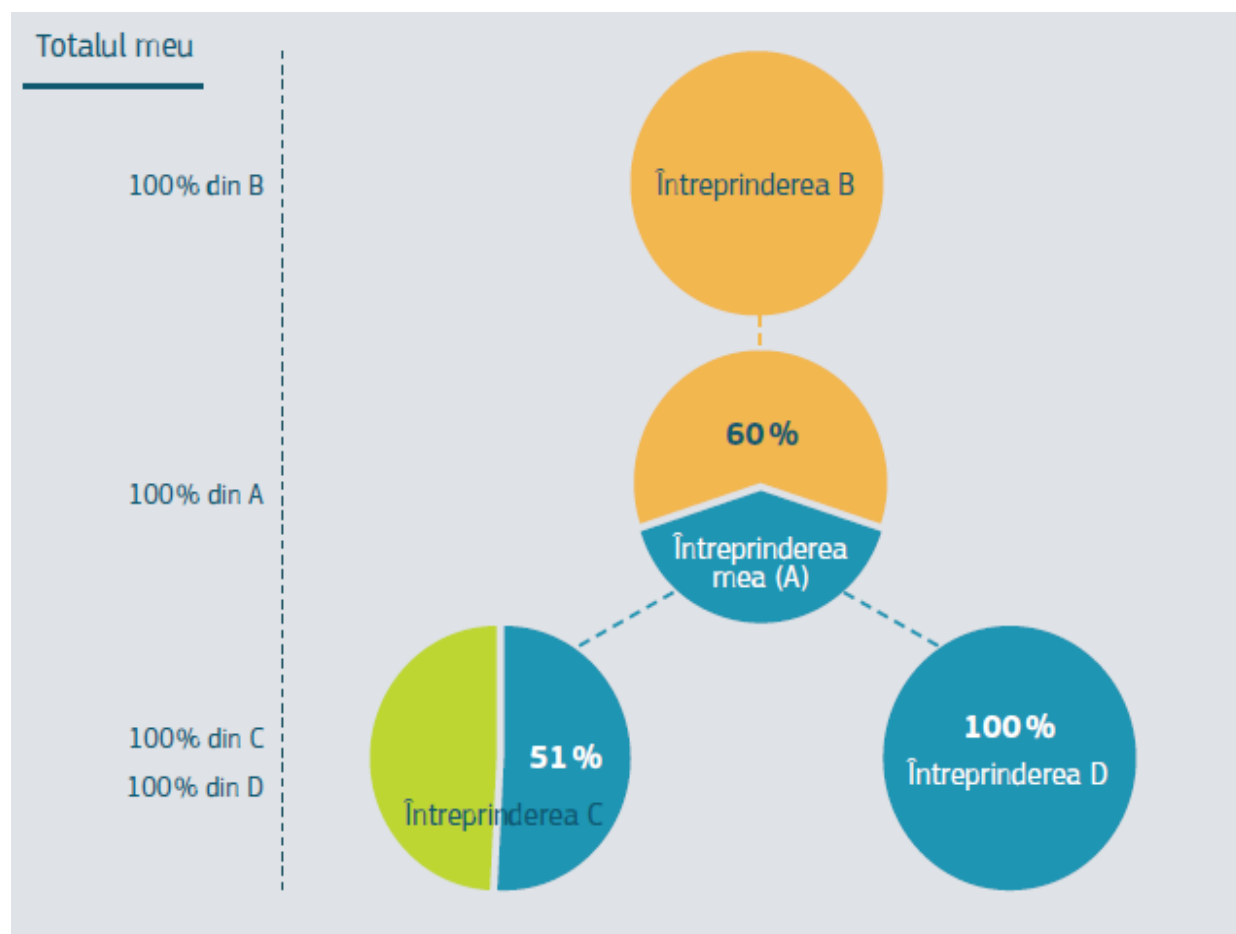 Totalul meu
100% din B
Întreprinderea B
60%
100% din A
Întreprinderea
mea (A)
100% din C
100% din D
51%
Întreprinderea C
100%
Întreprinderea D